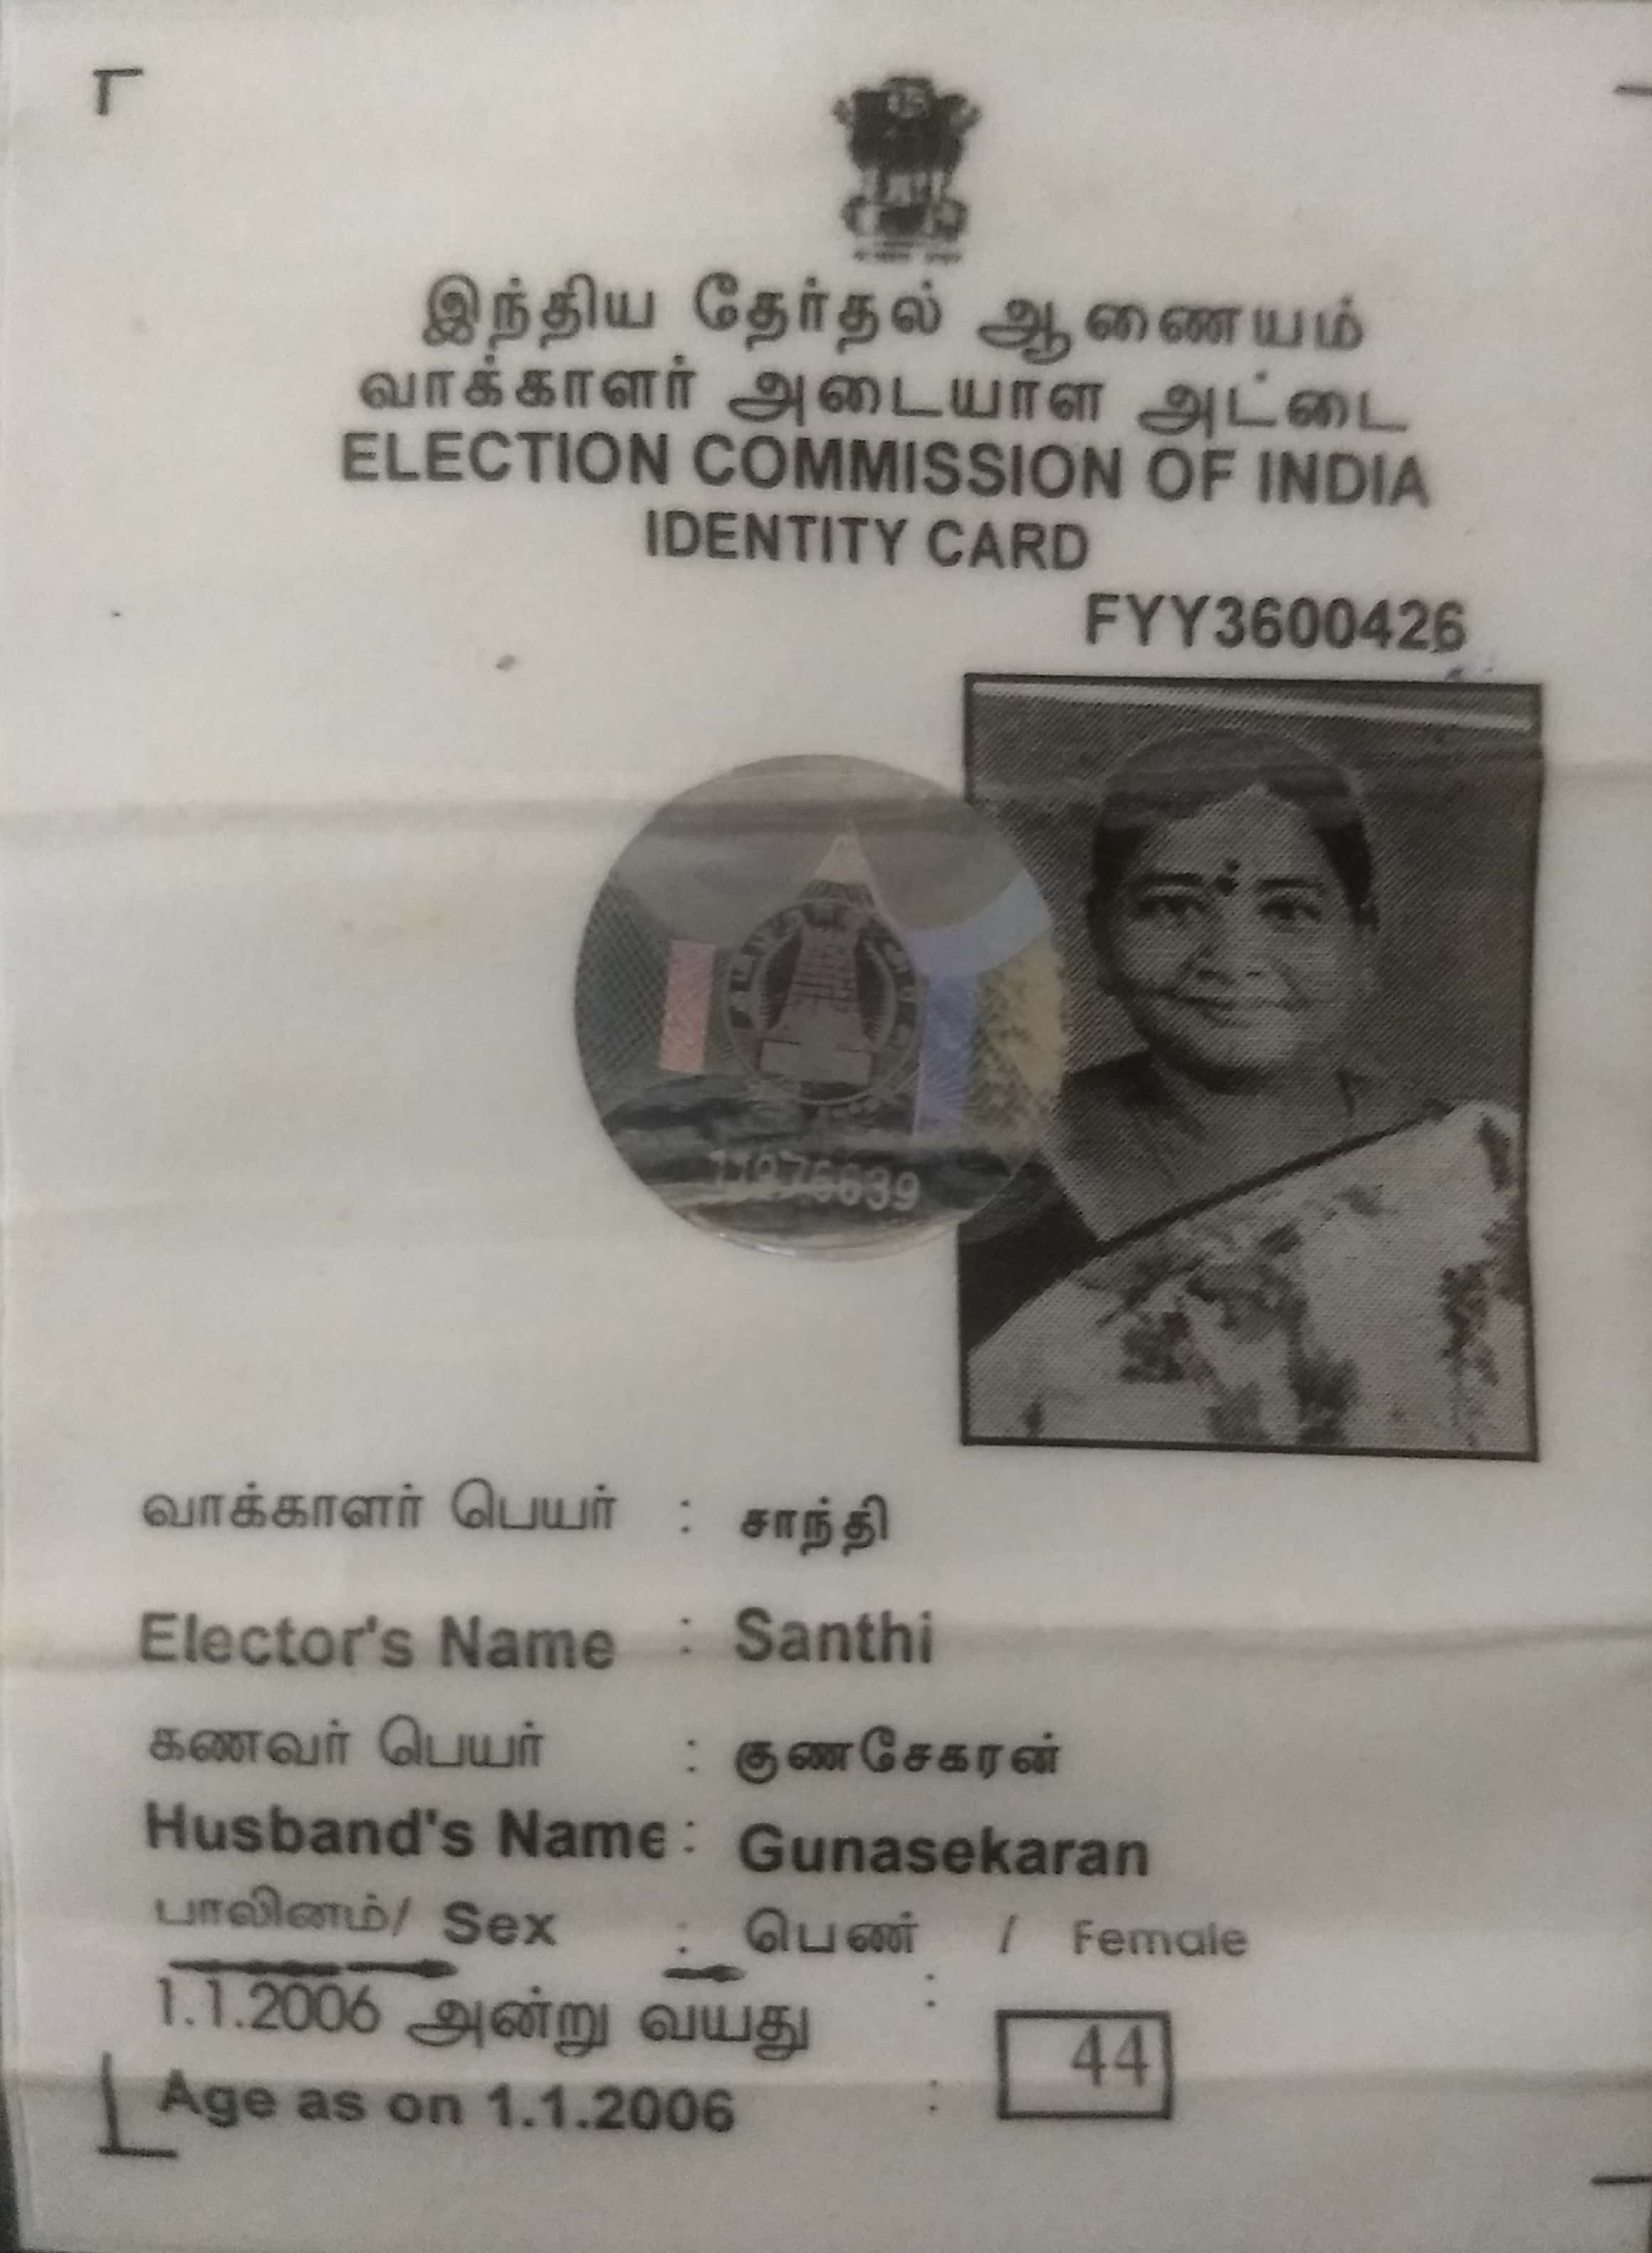 இந்திய தேர்தல் ஆணையம்
வாக்காளர் அடையாள அட்டை
ELECTION COMMISSION OF INDIA
IDENTITY CARD
FYY3600426
வாக்காளர் பெயர் : சாந்தி
Elector's Name : Santhi
கணவர் பெயர் : குணசேகரன்
Husband's Name : Gunasekaran
பாலினம்/ Sex : பெண் / Female
1.1.2006 அன்று வயது :
Age as on 1.1.2006 : 44